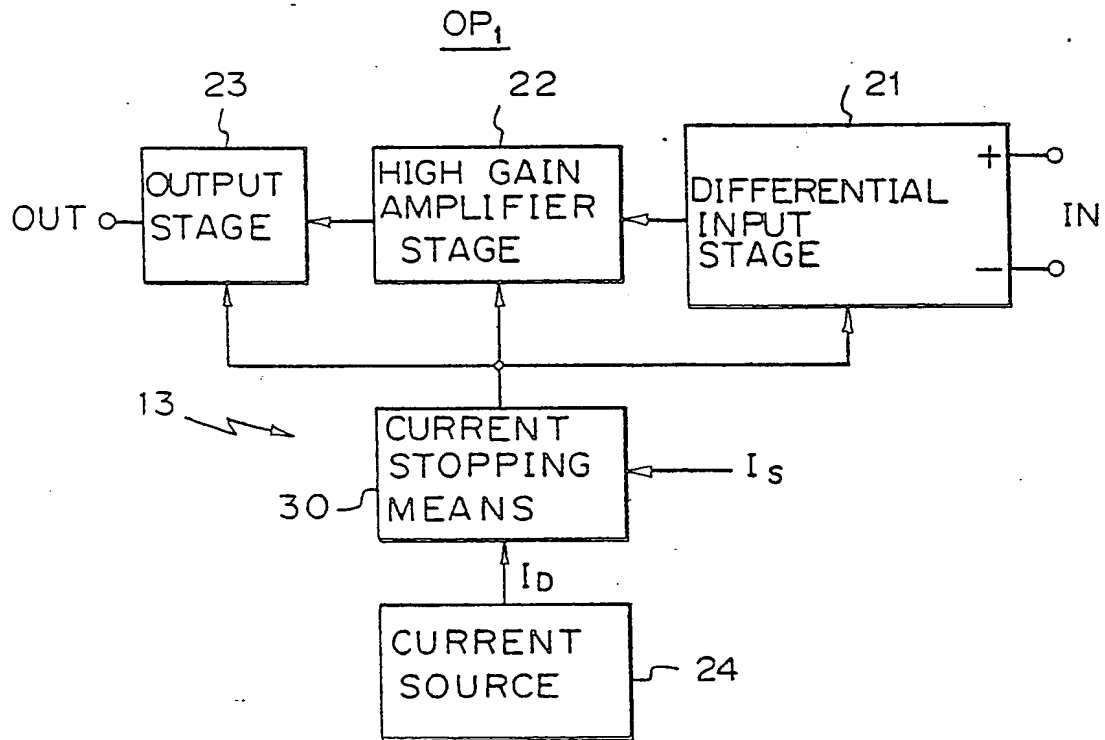 OP1
23
22
21
OUTPUT
STAGE
HIGH GAIN
AMPLIFIER
STAGE
DIFFERENTIAL
INPUT
STAGE
+
−
OUT
IN
13
CURRENT
STOPPING
MEANS
IS
30
ID
CURRENT
SOURCE
24